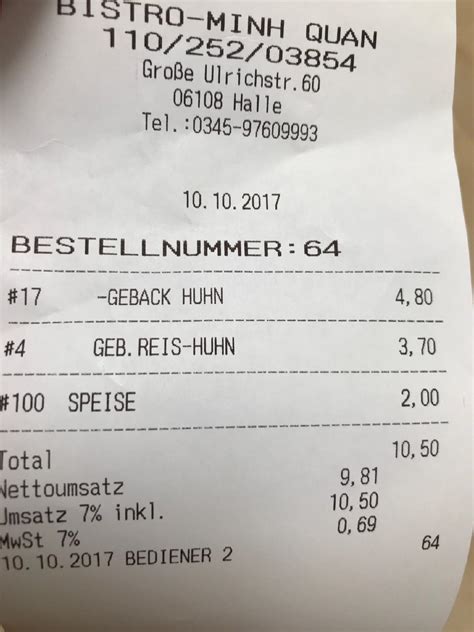 BISTRO-MINH QUAN
110/252/03854
Große Ulrichstr.60
06108 Halle
Tel.:0345-97609993
10.10.2017
BESTELLNUMMER:64
#17 -GEBACK HUHN 4,80
#4 GEB.REIS-HUHN 3,70
#100 SPEISE 2,00
Total 10,50
Nettoumsatz 9,81
Umsatz 7% inkl. 10,50
MwSt 7% 0,69
10.10.2017 BEDIENER 2 64